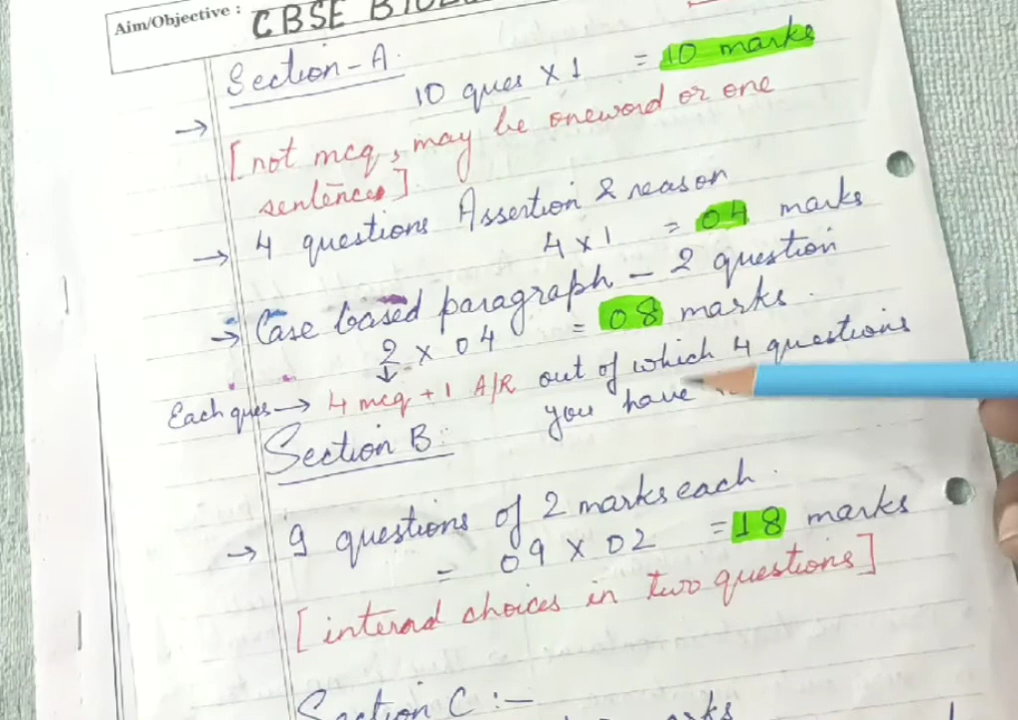 Aim/Objective :
CBSE
Section-A.
→ 10 ques × 1 = 10 marks
[not mcq, may be oneword or one
sentences]
→ 4 questions Assertion & reason
4 × 1 = 04 marks
→ Case based paragraph - 2 question
2 × 04 = 08 marks.
Each ques → 4 mcq + 1 A/R out of which 4 questions
you have
Section B:
→ 9 questions of 2 marks each.
= 09 × 02 = 18 marks
[internal choices in two questions]
Section C :-
marks